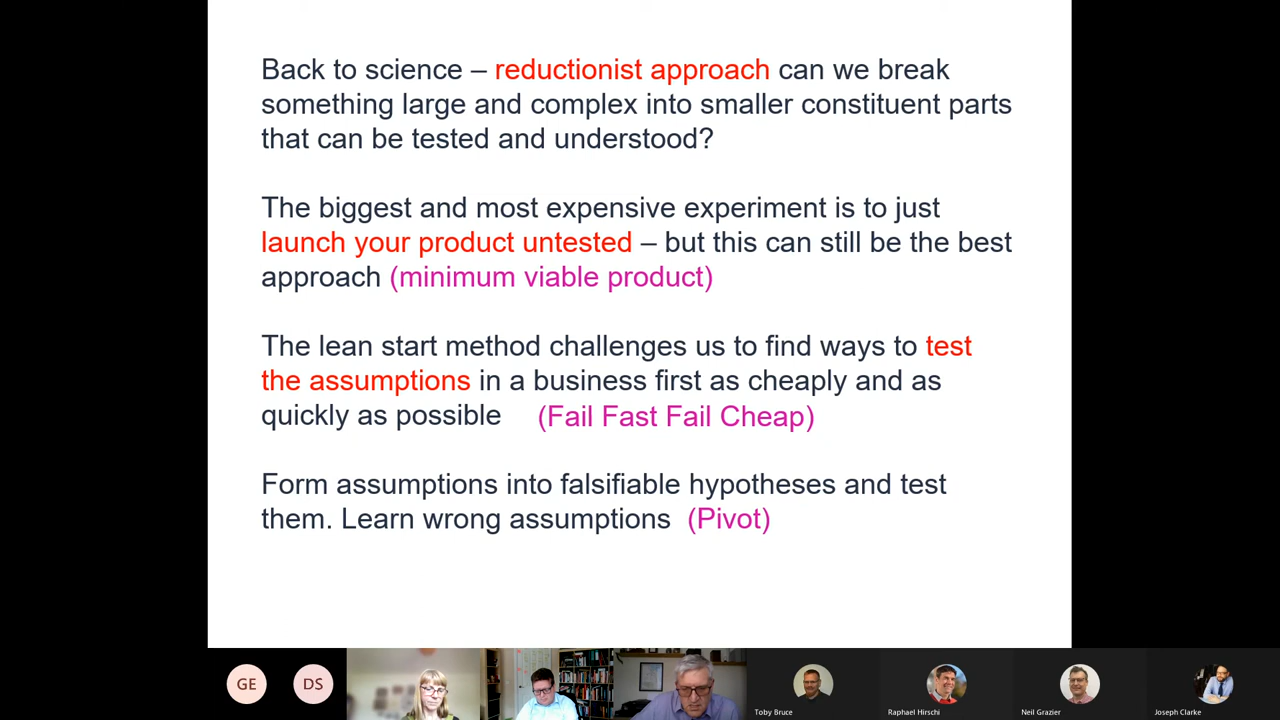 Back to science – reductionist approach can we break
something large and complex into smaller constituent parts
that can be tested and understood?
The biggest and most expensive experiment is to just
launch your product untested – but this can still be the best
approach (minimum viable product)
The lean start method challenges us to find ways to test
the assumptions in a business first as cheaply and as
quickly as possible (Fail Fast Fail Cheap)
Form assumptions into falsifiable hypotheses and test
them. Learn wrong assumptions (Pivot)
GE
DS
Toby Bruce
Raphael Hirschi
Neil Grazier
Joseph Clarke